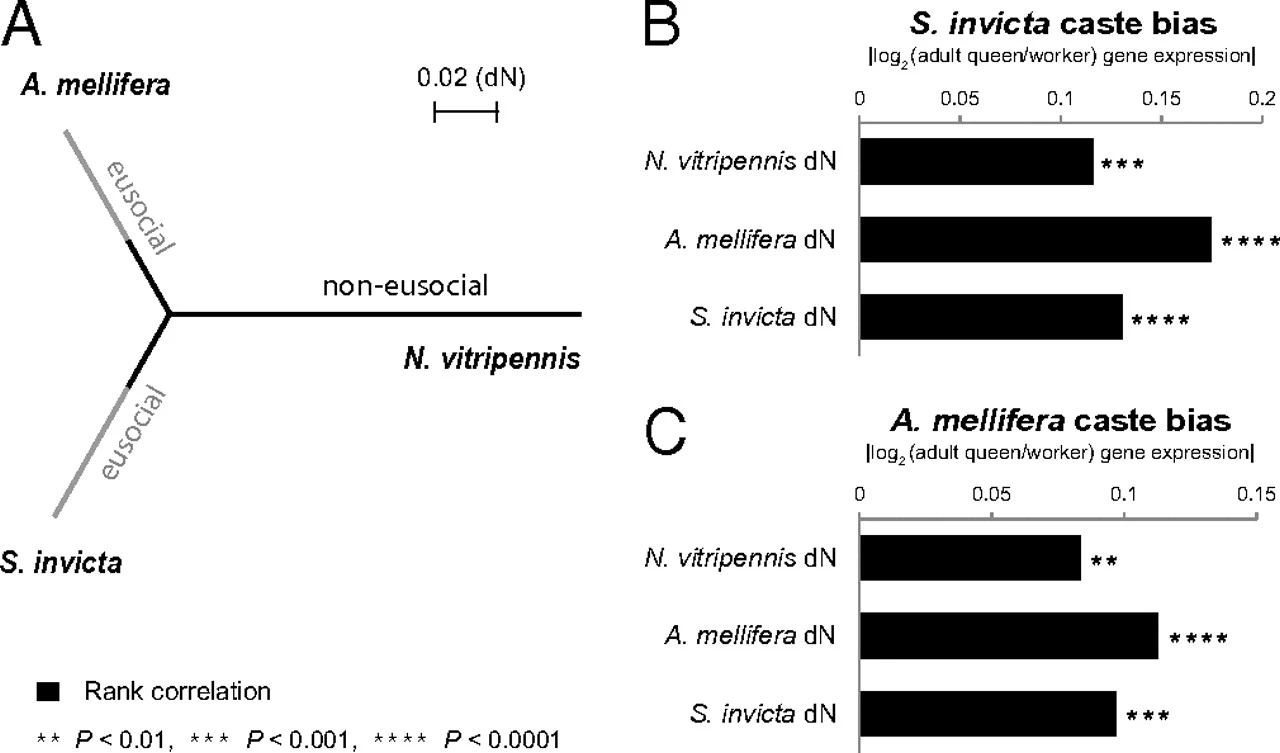 A
A. mellifera
0.02 (dN)
eusocial
non-eusocial
N. vitripennis
eusocial
S. invicta
Rank correlation
** P < 0.01, *** P < 0.001, **** P < 0.0001
B
S. invicta caste bias
|log2 (adult queen/worker) gene expression|
0 0.05 0.1 0.15 0.2
N. vitripennis dN ***
A. mellifera dN ****
S. invicta dN ****
C
A. mellifera caste bias
|log2 (adult queen/worker) gene expression|
0 0.05 0.1 0.15
N. vitripennis dN **
A. mellifera dN ****
S. invicta dN ***